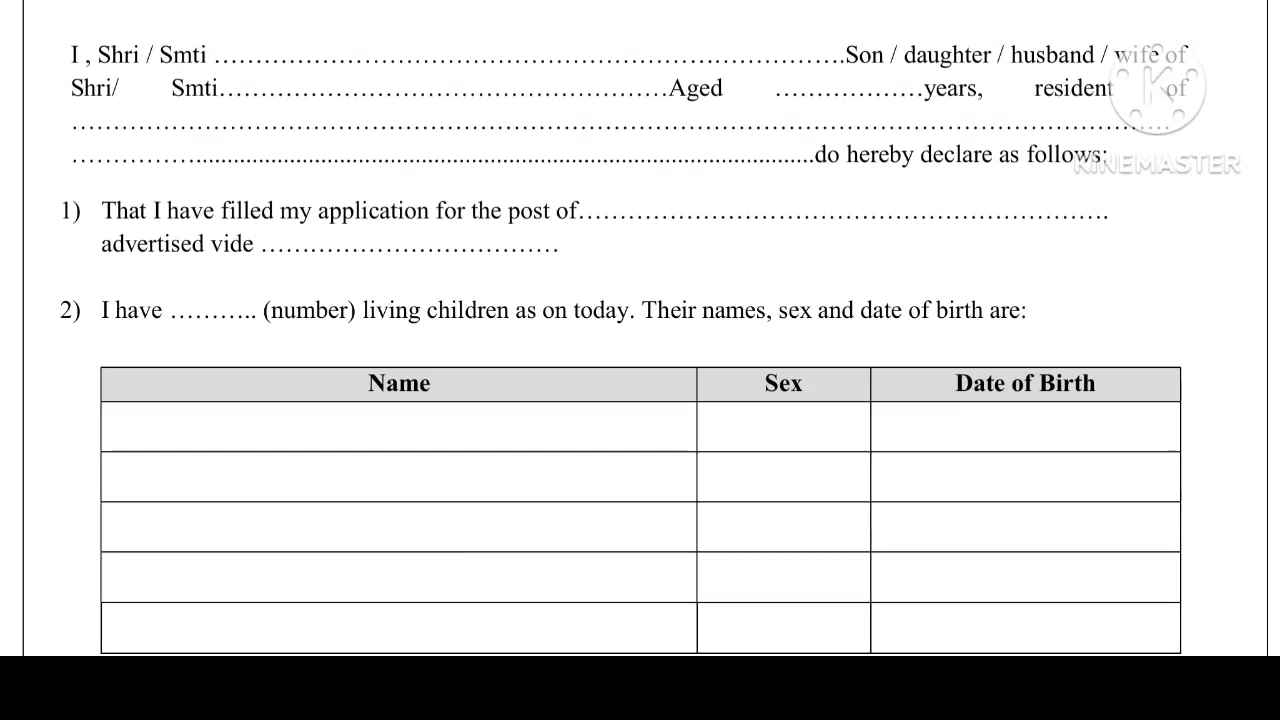 I , Shri / Smti ……………………………………………………………………Son / daughter / husband / wife of
Shri/ Smti………………………………………………Aged ………………years, resident of
……………………………………………………………………………………………………………………
……………...................................................................................................do hereby declare as follows:
KINEMASTER
1) That I have filled my application for the post of……………………………………………………….
advertised vide ………………………………
2) I have ……….. (number) living children as on today. Their names, sex and date of birth are:
Name Sex Date of Birth